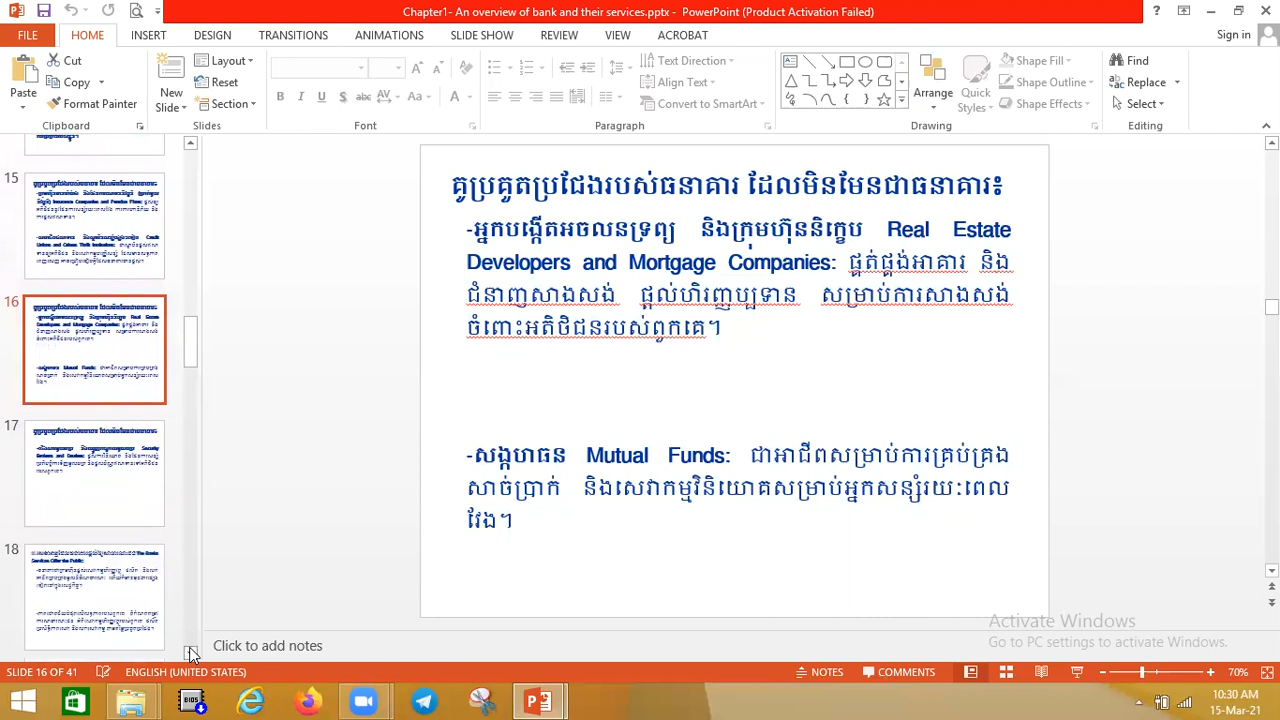 Chapter1- An overview of bank and their services.pptx - PowerPoint (Product Activation Failed)
FILE HOME INSERT DESIGN TRANSITIONS ANIMATIONS SLIDE SHOW REVIEW VIEW ACROBAT Sign in
Paste Cut Copy Format Painter
New Slide Layout Reset Section
Text Direction Align Text Convert to SmartArt
Arrange Quick Styles Shape Fill Shape Outline Shape Effects
Find Replace Select
Clipboard Slides Font Paragraph Drawing Editing
15
16
17
18
គូប្រគួតប្រជែងរបស់ធនាគារ ដែលមិនមែនជាធនាគារ៖
-អ្នកបង្កើតអចលនទ្រព្យ និងក្រុមហ៊ុននិក្ខេប Real Estate
Developers and Mortgage Companies: ផ្គត់ផ្គង់អាគារ និង
ជំនាញសាងសង់ ផ្តល់ហិរញ្ញប្បទាន សម្រាប់ការសាងសង់
ចំពោះអតិថិជនរបស់ពួកគេ។
-សង្គហធន Mutual Funds: ជាអាជីពសម្រាប់ការគ្រប់គ្រង
សាច់ប្រាក់ និងសេវាកម្មវិនិយោគសម្រាប់អ្នកសន្សំរយៈពេល
វែង។
Activate Windows
Go to PC settings to activate Windows.
Click to add notes
SLIDE 16 OF 41 ENGLISH (UNITED STATES) NOTES COMMENTS 70%
BIOS
10:30 AM
15-Mar-21